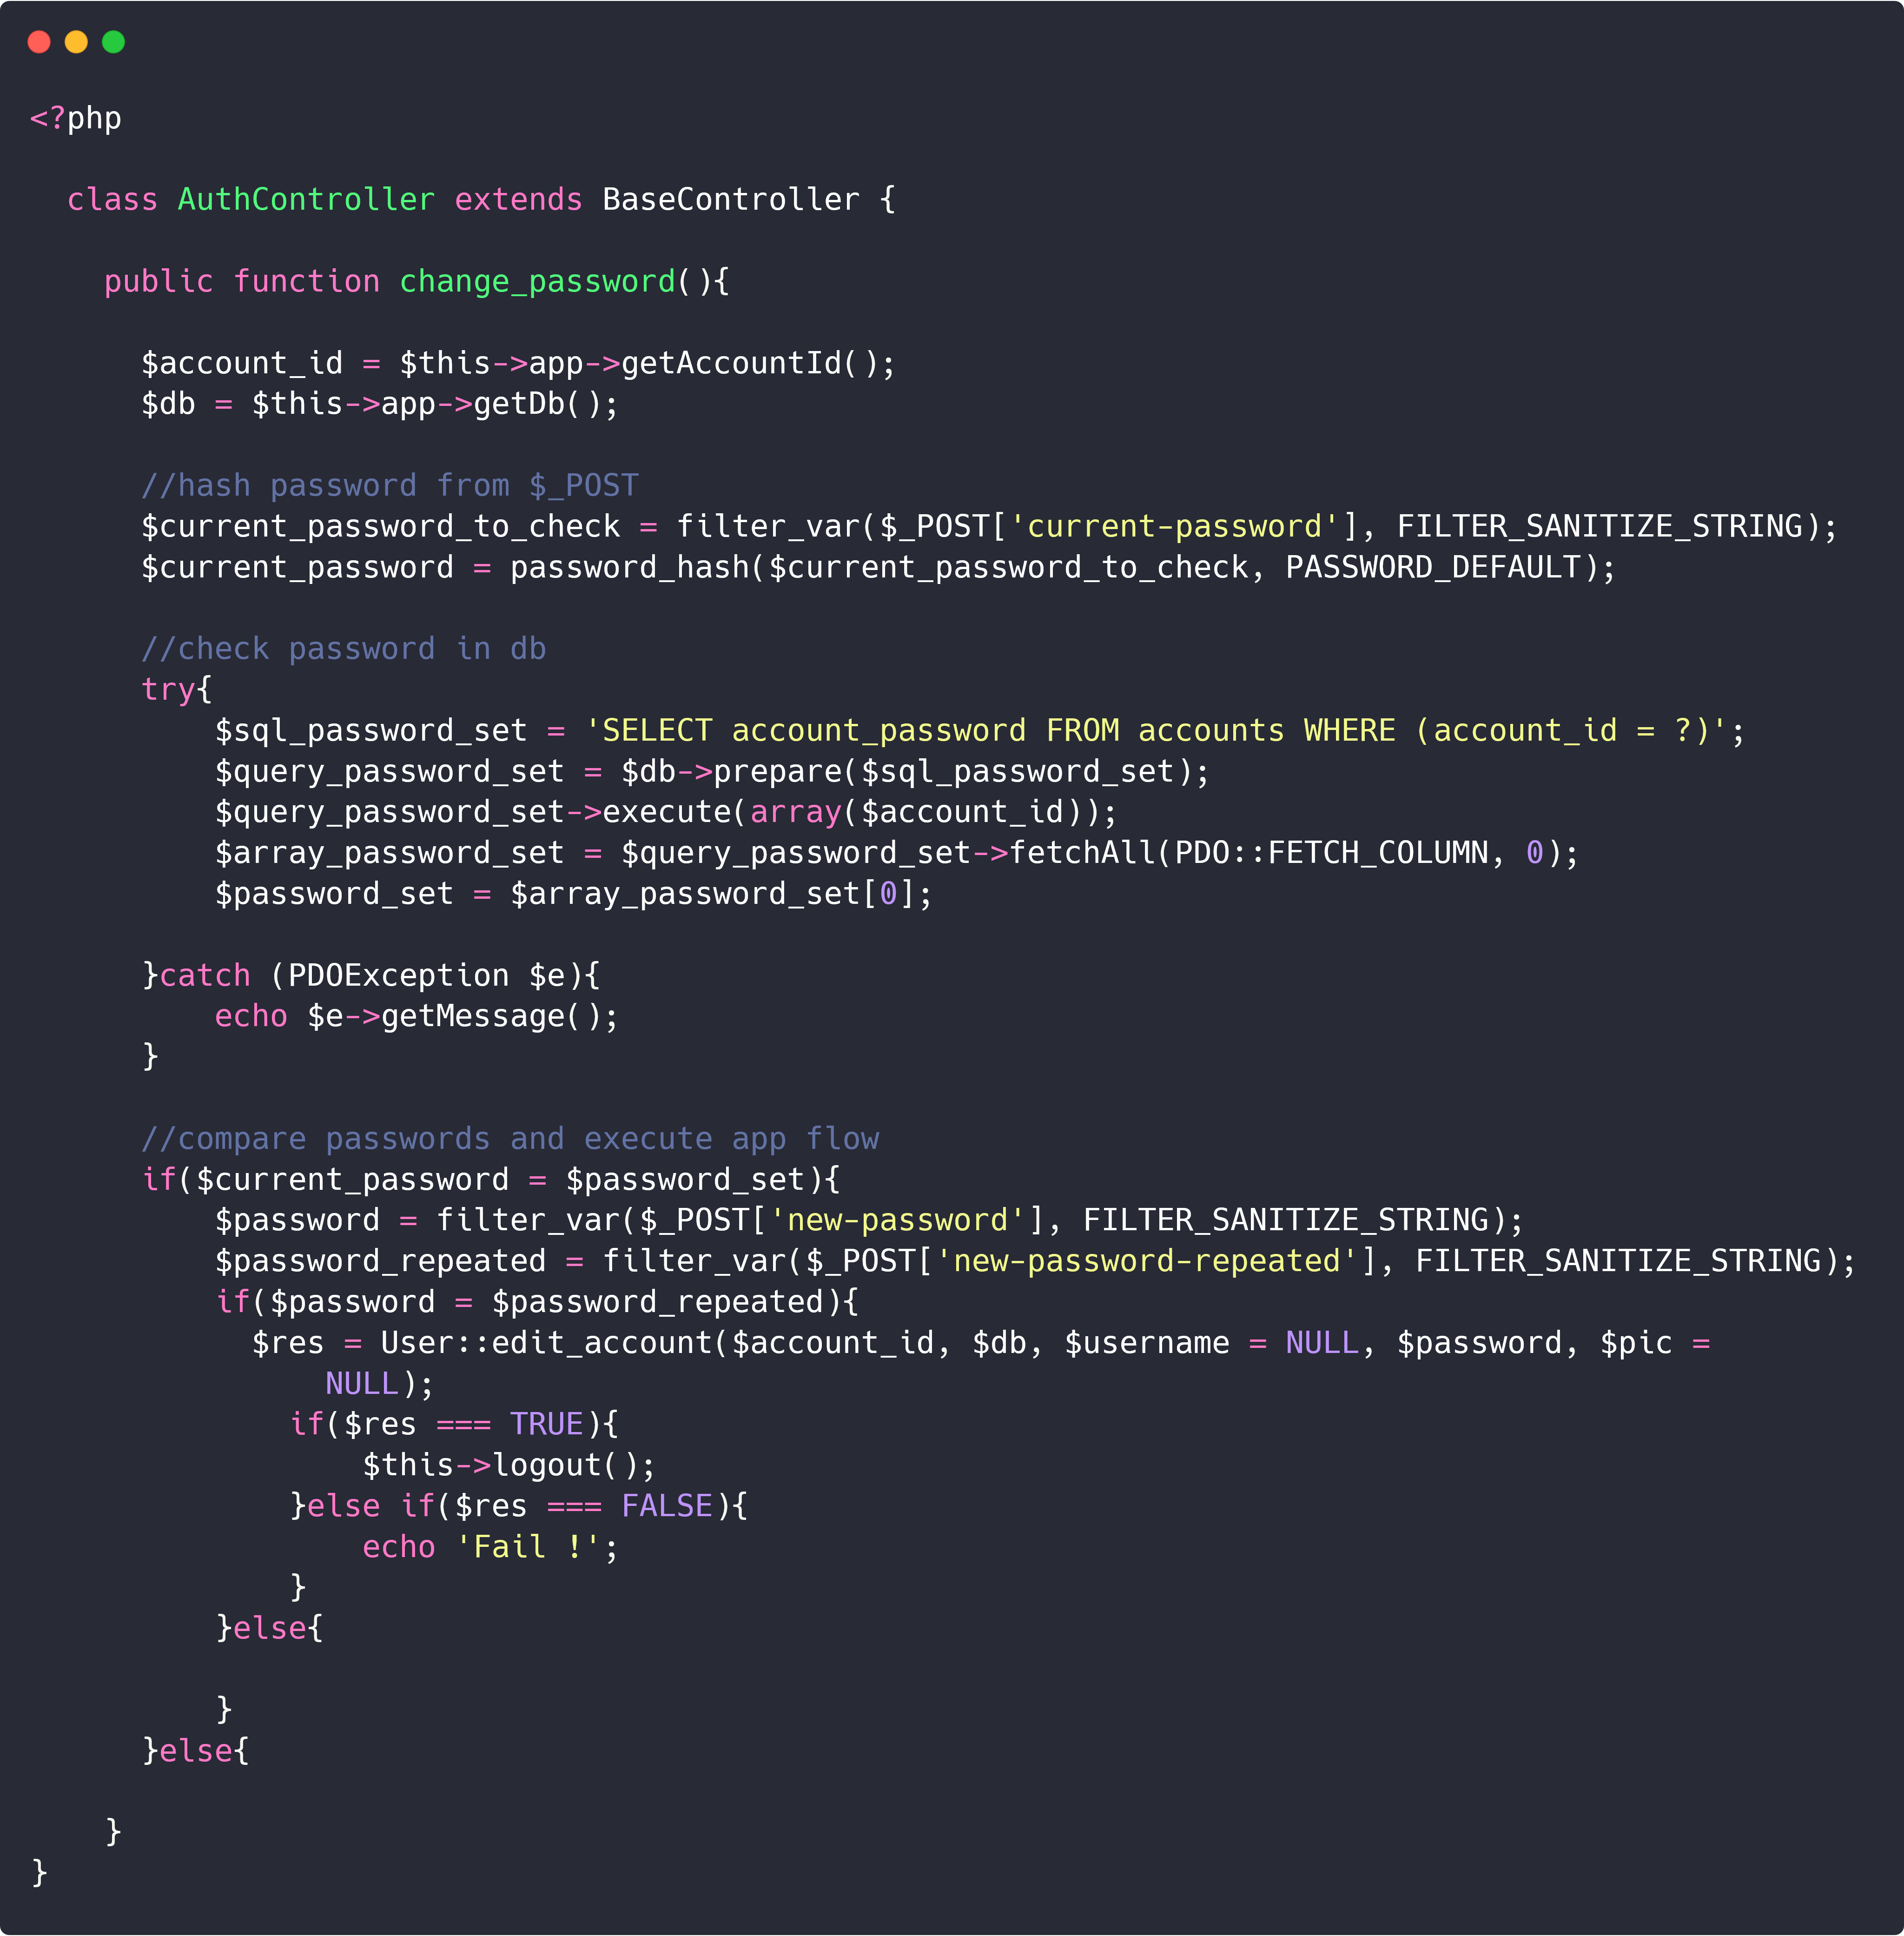 <?php
class AuthController extends BaseController {
public function change_password(){
$account_id = $this->app->getAccountId();
$db = $this->app->getDb();
//hash password from $_POST
$current_password_to_check = filter_var($_POST['current-password'], FILTER_SANITIZE_STRING);
$current_password = password_hash($current_password_to_check, PASSWORD_DEFAULT);
//check password in db
try{
$sql_password_set = 'SELECT account_password FROM accounts WHERE (account_id = ?)';
$query_password_set = $db->prepare($sql_password_set);
$query_password_set->execute(array($account_id));
$array_password_set = $query_password_set->fetchAll(PDO::FETCH_COLUMN, 0);
$password_set = $array_password_set[0];
}catch (PDOException $e){
echo $e->getMessage();
}
//compare passwords and execute app flow
if($current_password = $password_set){
$password = filter_var($_POST['new-password'], FILTER_SANITIZE_STRING);
$password_repeated = filter_var($_POST['new-password-repeated'], FILTER_SANITIZE_STRING);
if($password = $password_repeated){
$res = User::edit_account($account_id, $db, $username = NULL, $password, $pic =
NULL);
if($res === TRUE){
$this->logout();
}else if($res === FALSE){
echo 'Fail !';
}
}else{
}
}else{
}
}